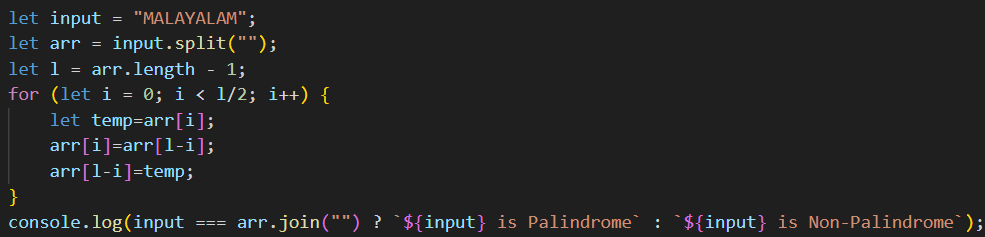 let input = "MALAYALAM";
let arr = input.split("");
let l = arr.length - 1;
for (let i = 0; i < l/2; i++) {
    let temp=arr[i];
    arr[i]=arr[l-i];
    arr[l-i]=temp;
}
console.log(input === arr.join("") ? `${input} is Palindrome` : `${input} is Non-Palindrome`);